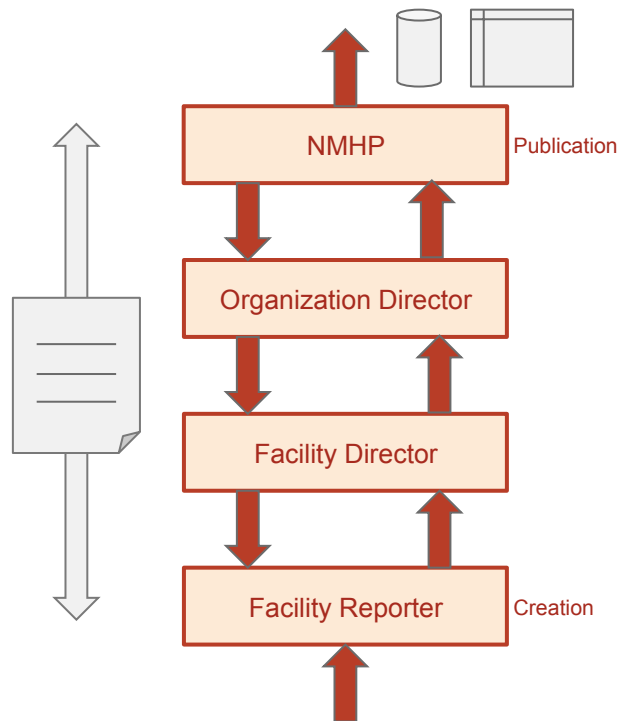 NMHP
Publication
Organization Director
Facility Director
Facility Reporter
Creation